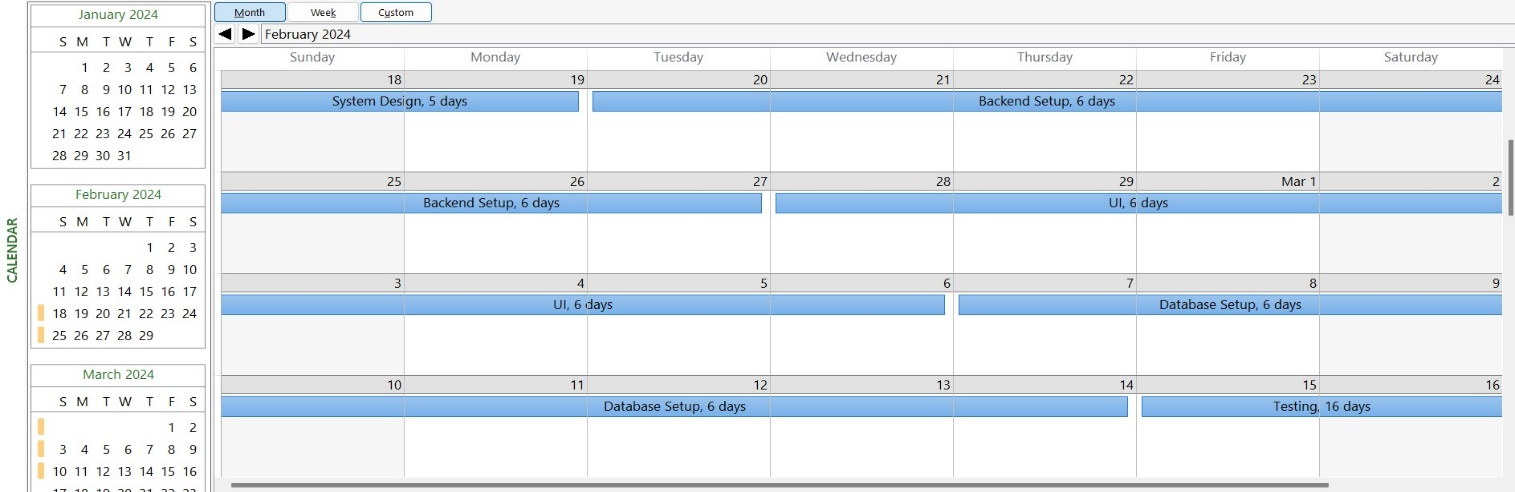 CALENDAR
January 2024
S M T W T F S
1 2 3 4 5 6
7 8 9 10 11 12 13
14 15 16 17 18 19 20
21 22 23 24 25 26 27
28 29 30 31
February 2024
S M T W T F S
1 2 3
4 5 6 7 8 9 10
11 12 13 14 15 16 17
18 19 20 21 22 23 24
25 26 27 28 29
March 2024
S M T W T F S
1 2
3 4 5 6 7 8 9
10 11 12 13 14 15 16
17 18 19 20 21 22 23
Month Week Custom
February 2024
Sunday Monday Tuesday Wednesday Thursday Friday Saturday
18 19 20 21 22 23 24
System Design, 5 days Backend Setup, 6 days
25 26 27 28 29 Mar 1 2
Backend Setup, 6 days UI, 6 days
3 4 5 6 7 8 9
UI, 6 days Database Setup, 6 days
10 11 12 13 14 15 16
Database Setup, 6 days Testing, 16 days